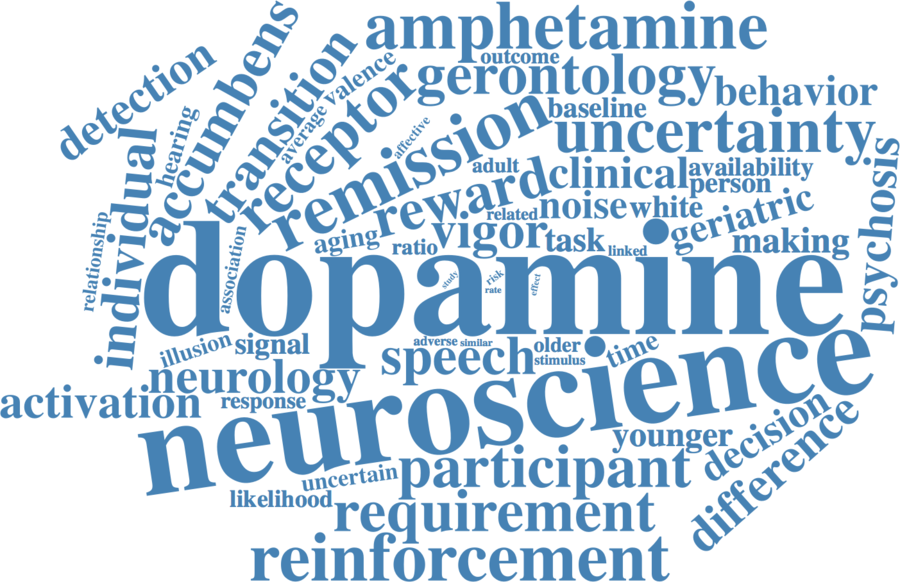 amphetamine
outcome
detection
accumbens
transition
average valence
receptor
gerontology
behavior
hearing
affective
remission
baseline
uncertainty
individual
adult
reward
clinical
availability
person
psychosis
relationship
association
aging
ratio
related
vigor
noise
white
task
linked
geriatric
making
dopamine
study
risk
rate
effect
illusion
signal
adverse
similar
speech
older
stimulus
time
neurology
activation
response
neuroscience
younger
decision
difference
uncertain
participant
likelihood
requirement
reinforcement